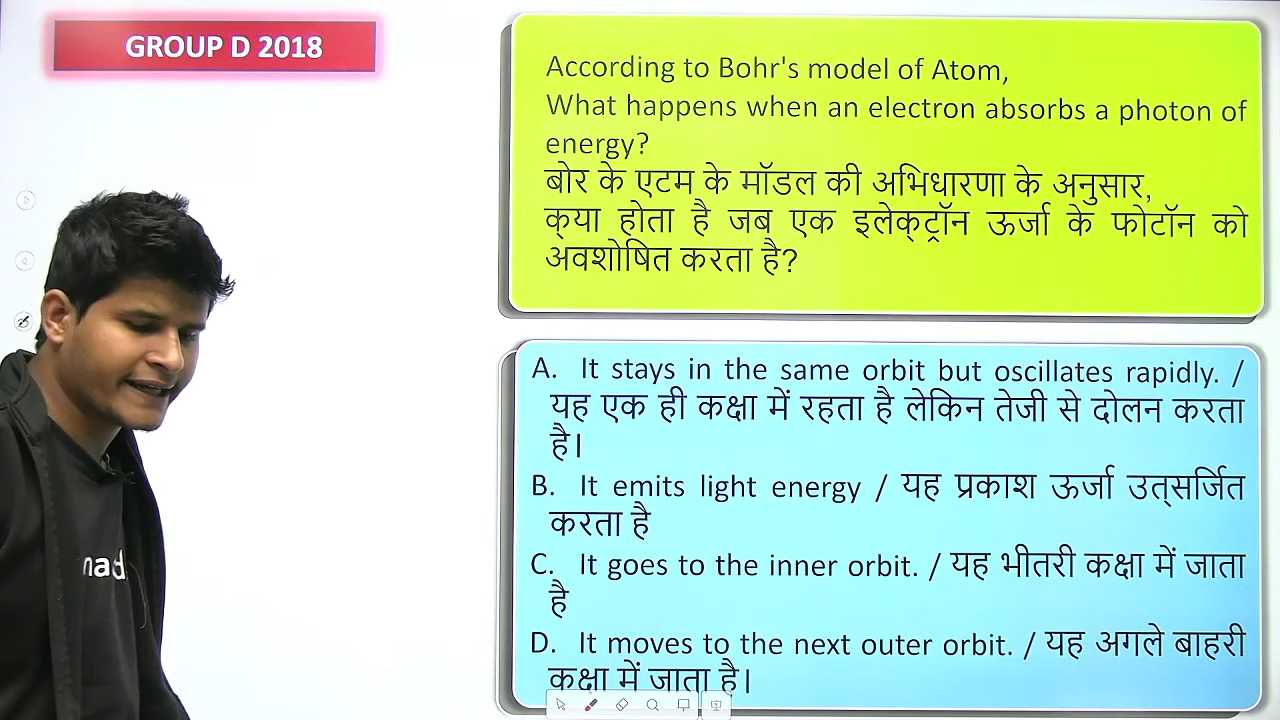 GROUP D 2018
According to Bohr's model of Atom,
What happens when an electron absorbs a photon of
energy?
बोर के एटम के मॉडल की अभिधारणा के अनुसार,
क्‌या होता है जब एक इलेक्‌ट्रॉन ऊर्जा के फोटॉन को
अवशोषित करता है?
A. It stays in the same orbit but oscillates rapidly. /
यह एक ही कक्षा में रहता है लेकिन तेजी से दोलन करता
है।
B. It emits light energy / यह प्रकाश ऊर्जा उत्‌सर्जित
करता है
C. It goes to the inner orbit. / यह भीतरी कक्षा में जाता
है
D. It moves to the next outer orbit. / यह अगले बाहरी
कक्षा में जाता है।